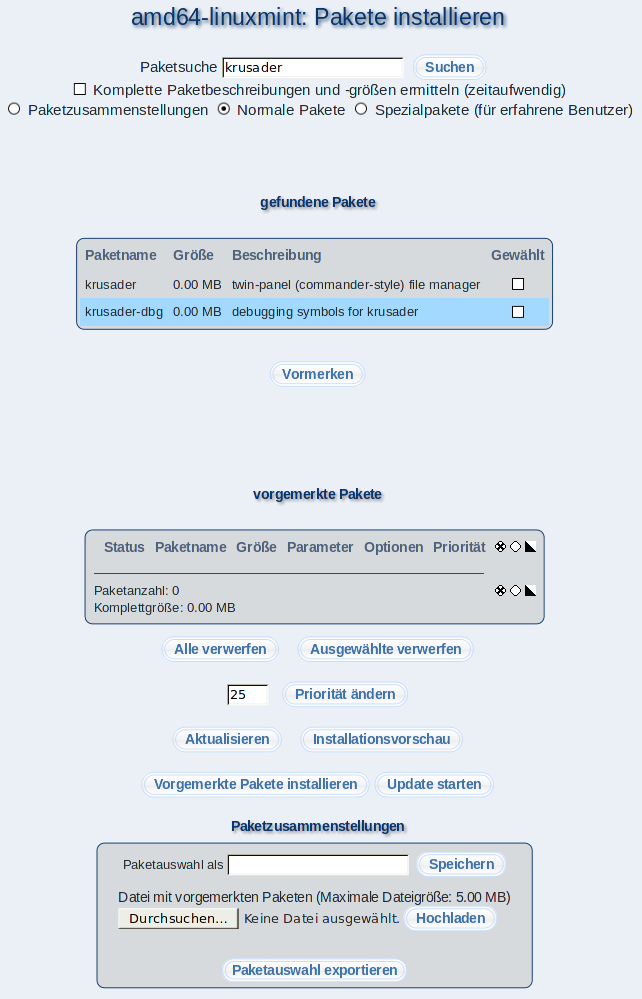 amd64-linuxmint: Pakete installieren
Paketsuche krusader Suchen
Komplette Paketbeschreibungen und -größen ermitteln (zeitaufwendig)
Paketzusammenstellungen Normale Pakete Spezialpakete (für erfahrene Benutzer)
gefundene Pakete
Paketname Größe Beschreibung Gewählt
krusader 0.00 MB twin-panel (commander-style) file manager
krusader-dbg 0.00 MB debugging symbols for krusader
Vormerken
vorgemerkte Pakete
Status Paketname Größe Parameter Optionen Priorität
Paketanzahl: 0
Komplettgröße: 0.00 MB
Alle verwerfen Ausgewählte verwerfen
25 Priorität ändern
Aktualisieren Installationsvorschau
Vorgemerkte Pakete installieren Update starten
Paketzusammenstellungen
Paketauswahl als Speichern
Datei mit vorgemerkten Paketen (Maximale Dateigröße: 5.00 MB)
Durchsuchen... Keine Datei ausgewählt. Hochladen
Paketauswahl exportieren